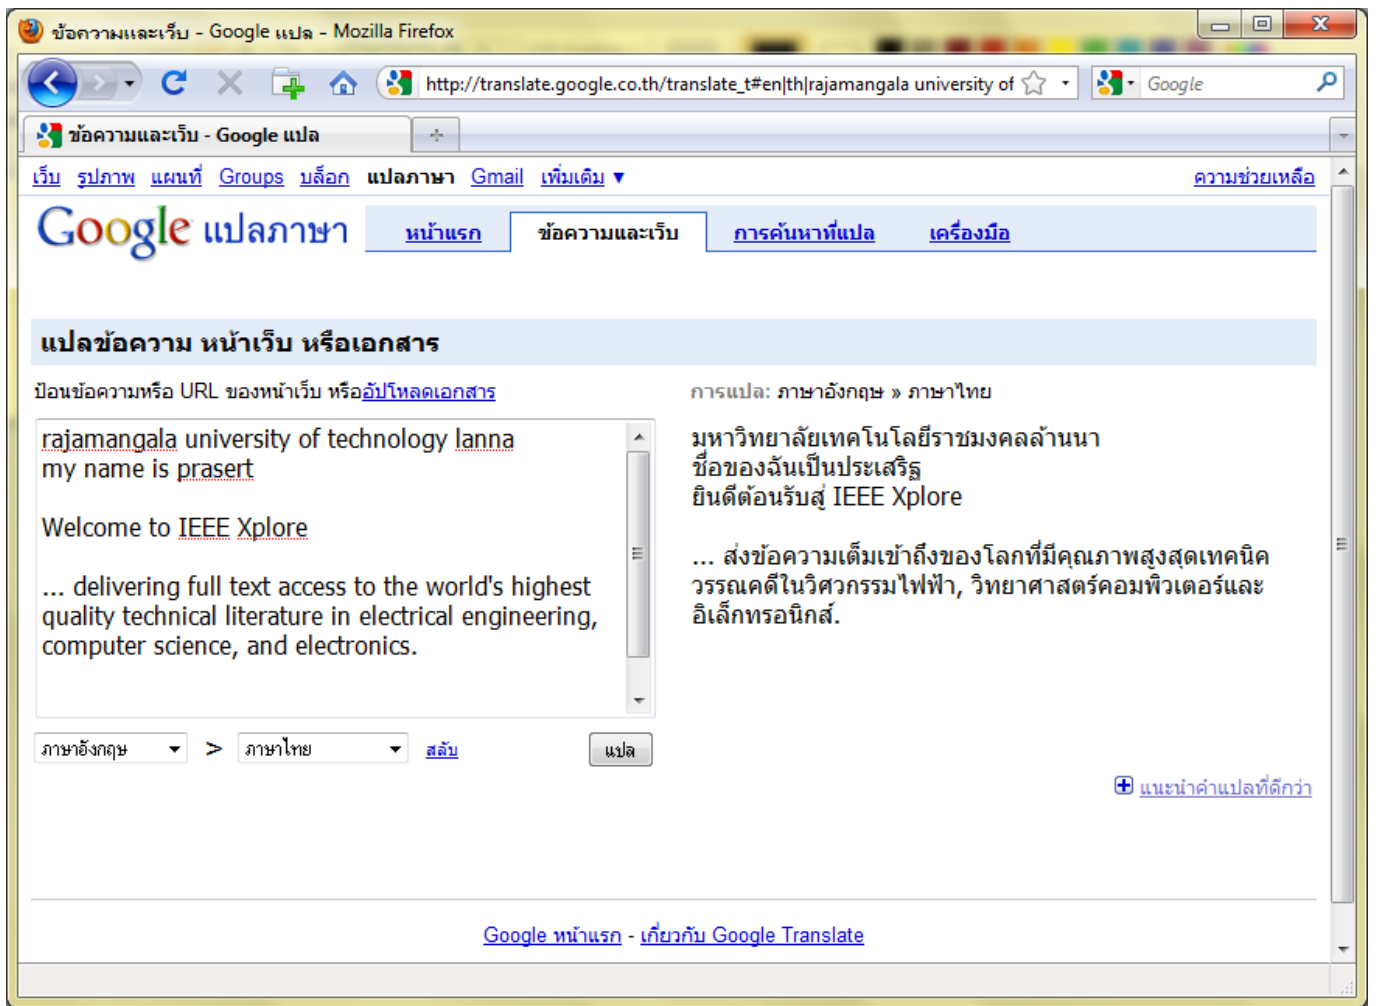 ข้อความและเว็บ - Google แปล - Mozilla Firefox
http://translate.google.co.th/translate_t#en|th|rajamangala university of
Google
ข้อความและเว็บ - Google แปล
เว็บ รูปภาพ แผนที่ Groups บล็อก แปลภาษา Gmail เพิ่มเติม ▼ ความช่วยเหลือ
Google แปลภาษา หน้าแรก ข้อความและเว็บ การค้นหาที่แปล เครื่องมือ
แปลข้อความ หน้าเว็บ หรือเอกสาร
ป้อนข้อความหรือ URL ของหน้าเว็บ หรืออัปโหลดเอกสาร
rajamangala university of technology lanna
my name is prasert
Welcome to IEEE Xplore
... delivering full text access to the world's highest
quality technical literature in electrical engineering,
computer science, and electronics.
ภาษาอังกฤษ > ภาษาไทย สลับ แปล
การแปล: ภาษาอังกฤษ » ภาษาไทย
มหาวิทยาลัยเทคโนโลยีราชมงคลล้านนา
ชื่อของฉันเป็นประเสริฐ
ยินดีต้อนรับสู่ IEEE Xplore
... ส่งข้อความเต็มเข้าถึงของโลกที่มีคุณภาพสูงสุดเทคนิค
วรรณคดีในวิศวกรรมไฟฟ้า, วิทยาศาสตร์คอมพิวเตอร์และ
อิเล็กทรอนิกส์.
แนะนำคำแปลที่ดีกว่า
Google หน้าแรก - เกี่ยวกับ Google Translate